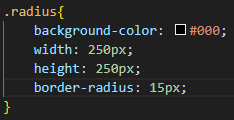 .radius{
    background-color: #000;
    width: 250px;
    height: 250px;
    border-radius: 15px;
}